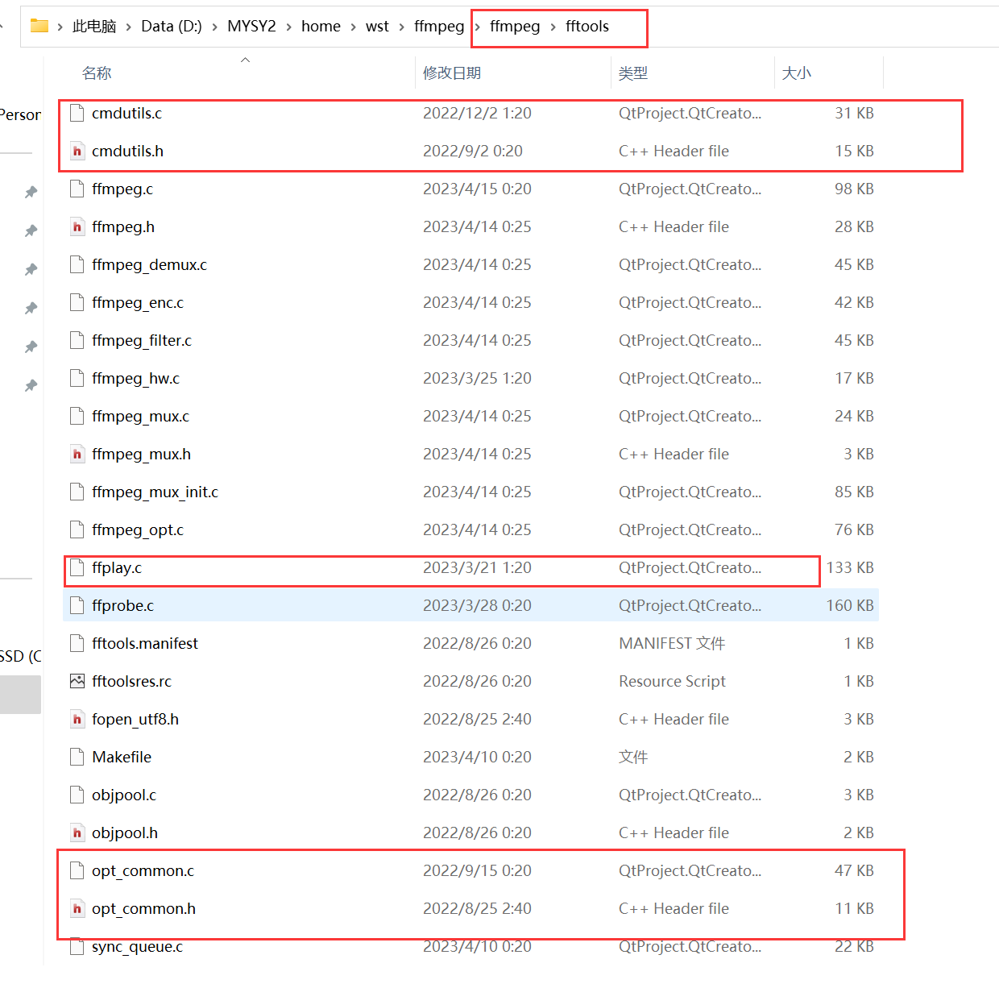 此电脑 > Data (D:) > MYSY2 > home > wst > ffmpeg > ffmpeg > fftools
名称 修改日期 类型 大小
Person
cmdutils.c 2022/12/2 1:20 QtProject.QtCreato... 31 KB
cmdutils.h 2022/9/2 0:20 C++ Header file 15 KB
ffmpeg.c 2023/4/15 0:20 QtProject.QtCreato... 98 KB
ffmpeg.h 2023/4/14 0:25 C++ Header file 28 KB
ffmpeg_demux.c 2023/4/14 0:25 QtProject.QtCreato... 45 KB
ffmpeg_enc.c 2023/4/14 0:25 QtProject.QtCreato... 42 KB
ffmpeg_filter.c 2023/4/14 0:25 QtProject.QtCreato... 45 KB
ffmpeg_hw.c 2023/3/25 1:20 QtProject.QtCreato... 17 KB
ffmpeg_mux.c 2023/4/14 0:25 QtProject.QtCreato... 24 KB
ffmpeg_mux.h 2023/4/14 0:25 C++ Header file 3 KB
ffmpeg_mux_init.c 2023/4/14 0:25 QtProject.QtCreato... 85 KB
ffmpeg_opt.c 2023/4/14 0:25 QtProject.QtCreato... 76 KB
ffplay.c 2023/3/21 1:20 QtProject.QtCreato... 133 KB
ffprobe.c 2023/3/28 0:20 QtProject.QtCreato... 160 KB
fftools.manifest 2022/8/26 0:20 MANIFEST 文件 1 KB
SSD (C
fftoolsres.rc 2022/8/26 0:20 Resource Script 1 KB
fopen_utf8.h 2022/8/25 2:40 C++ Header file 3 KB
Makefile 2023/4/10 0:20 文件 2 KB
objpool.c 2022/8/26 0:20 QtProject.QtCreato... 3 KB
objpool.h 2022/8/26 0:20 C++ Header file 2 KB
opt_common.c 2022/9/15 0:20 QtProject.QtCreato... 47 KB
opt_common.h 2022/8/25 2:40 C++ Header file 11 KB
sync_queue.c 2023/4/10 0:20 QtProject.QtCreato... 22 KB